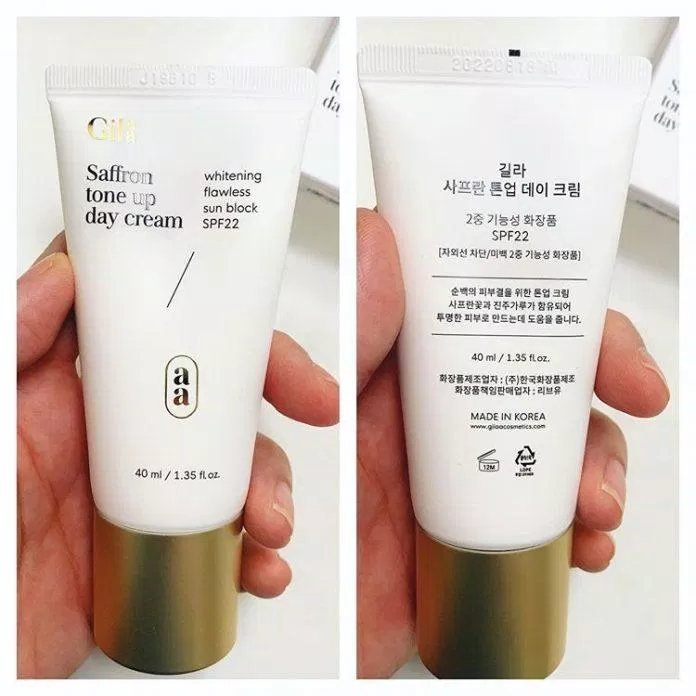 Gilla
Saffron
tone up
day cream
whitening
flawless
sun block
SPF22
a
a
40 ml / 1.35 fl.oz.
길라
사프란 튼업 데이 크림
2중 기능성 화장품
SPF22
[자외선 차단/미백 2중 기능성 화장품]
순백의 피부결을 위한 톤업 크림
사프란꽃과 진주가루가 함유되어
투명한 피부로 만드는데 도움을 줍니다.
40 ml / 1.35 fl.oz.
화장품제조업자 : (주)한국화장품제조
화장품책임판매업자 : 리브유
MADE IN KOREA
www.gilaacosmetics.com
12M
LDPE